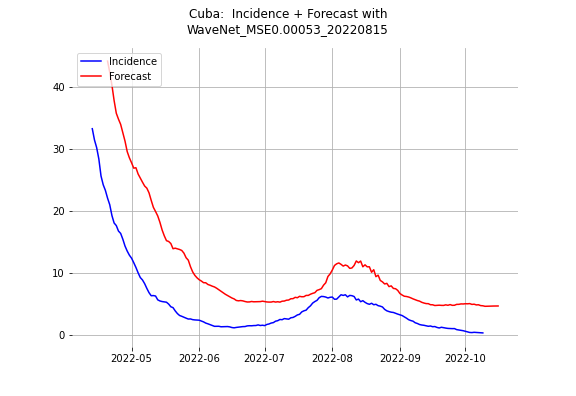 Cuba:  Incidence + Forecast with
WaveNet_MSE0.00053_20220815
Incidence
Forecast
40
30
20
10
0
2022-05 2022-06 2022-07 2022-08 2022-09 2022-10